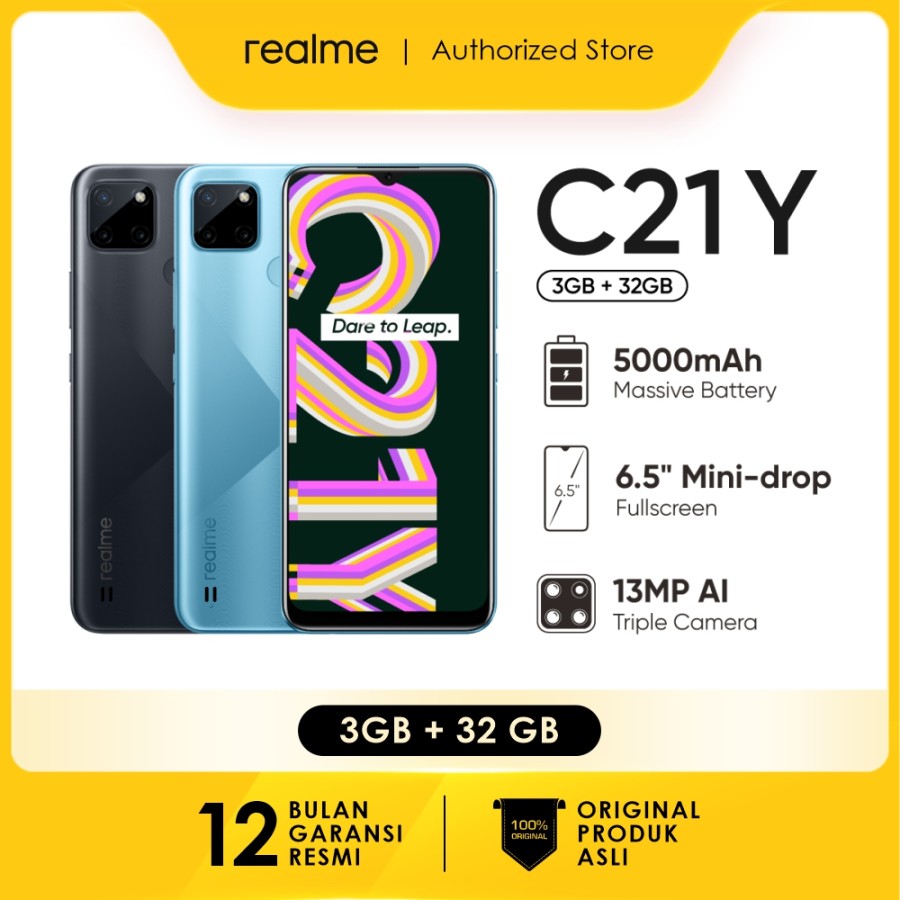 realme | Authorized Store
C21Y
3GB + 32GB
5000mAh
Massive Battery
6.5" Mini-drop
Fullscreen
6.5"
13MP AI
Triple Camera
realme
realme
C21Y
Dare to Leap.
3GB + 32 GB
12 BULAN
GARANSI
RESMI
100%
ORIGINAL
ORIGINAL
PRODUK
ASLI